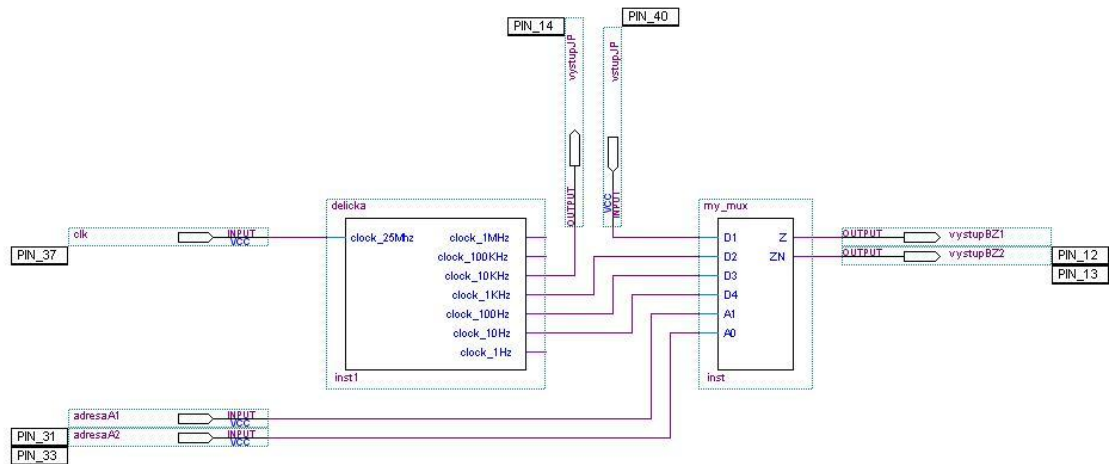 PIN_14
PIN_40
vystupJP
vstupJP
OUTPUT
VCC
INPUT
delicka
my_mux
clk
INPUT
VCC
PIN_37
clock_25Mhz
clock_1MHz
clock_100KHz
clock_10KHz
clock_1KHz
clock_100Hz
clock_10Hz
clock_1Hz
inst1
D1
D2
D3
D4
A1
A0
Z
ZN
inst
OUTPUT
vystupBZ1
OUTPUT
vystupBZ2
PIN_12
PIN_13
adresaA1
INPUT
VCC
PIN_31
adresaA2
INPUT
VCC
PIN_33